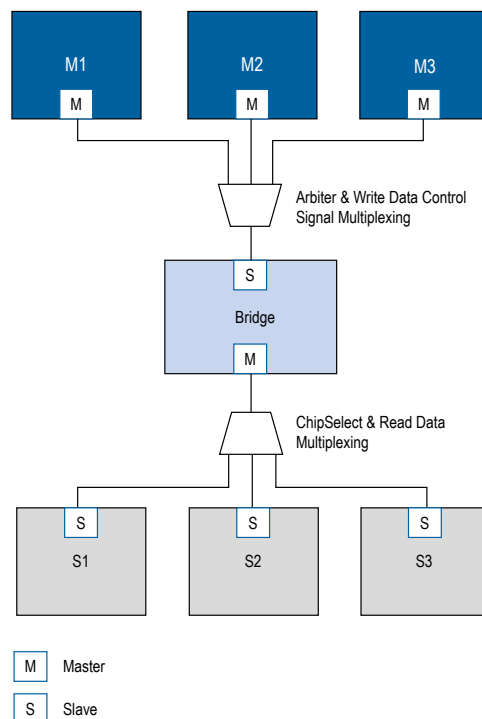 M1
M2
M3
M
M
M
Arbiter & Write Data Control
Signal Multiplexing
S
Bridge
M
ChipSelect & Read Data
Multiplexing
S
S
S
S1
S2
S3
M Master
S Slave